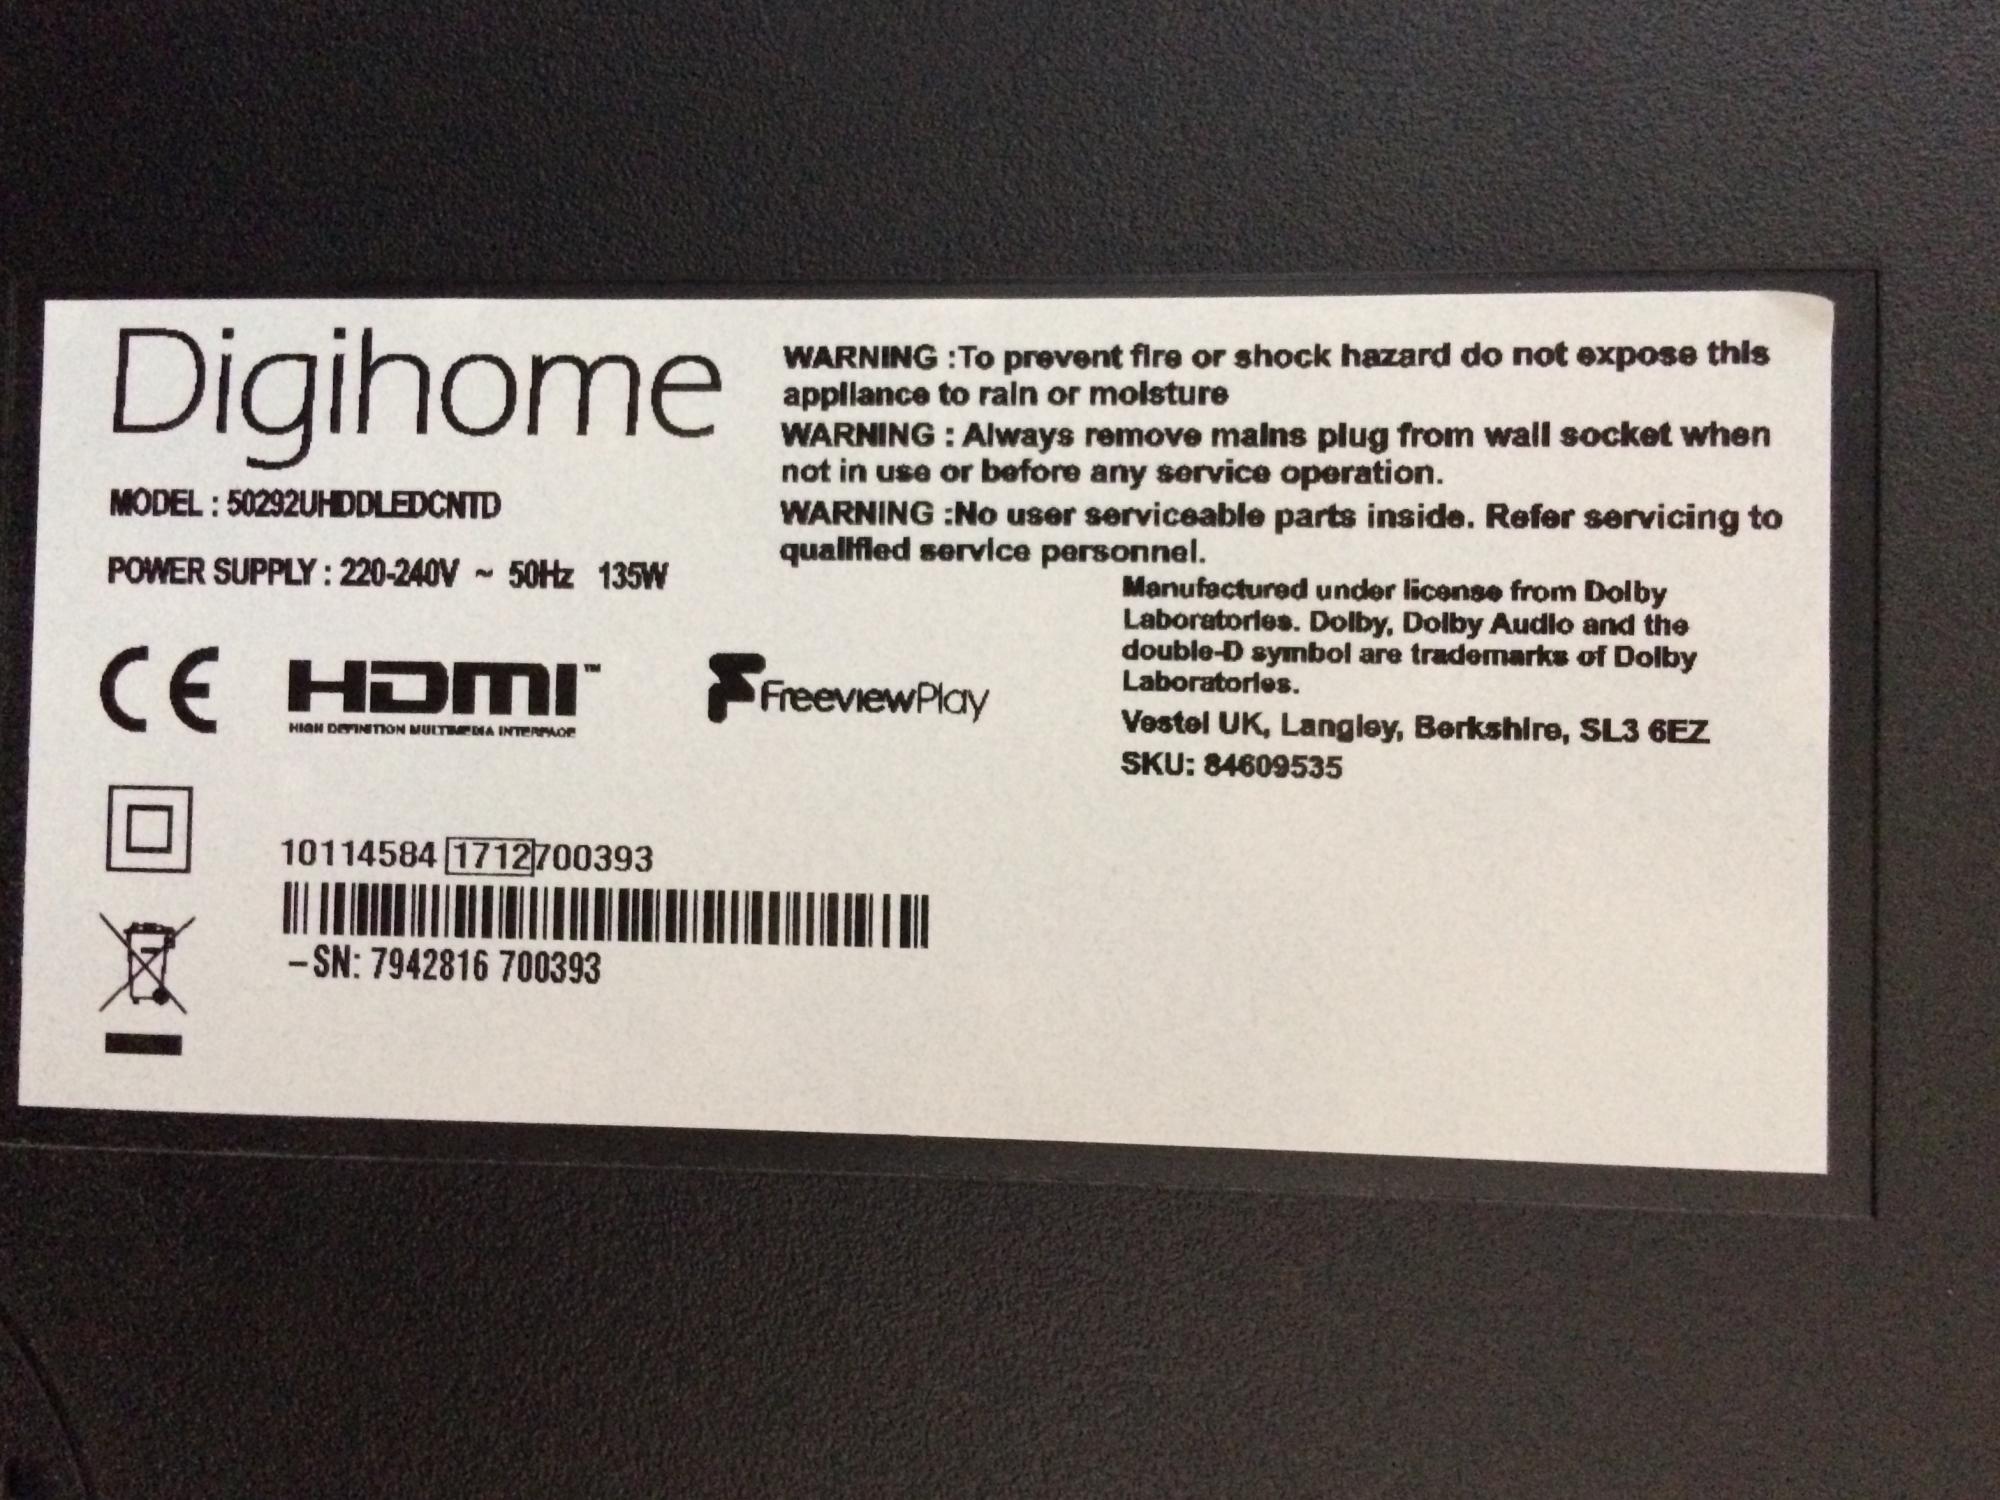 Digihome
MODEL : 50292UHDDLEDCNTD
POWER SUPPLY : 220-240V ~ 50Hz 135W
CE
HDMI™
HIGH DEFINITION MULTIMEDIA INTERFACE
FreeviewPlay
WARNING :To prevent fire or shock hazard do not expose this
appliance to rain or moisture
WARNING : Always remove mains plug from wall socket when
not in use or before any service operation.
WARNING :No user serviceable parts inside. Refer servicing to
qualified service personnel.
Manufactured under license from Dolby
Laboratories. Dolby, Dolby Audio and the
double-D symbol are trademarks of Dolby
Laboratories.
Vestel UK, Langley, Berkshire, SL3 6EZ
SKU: 84609535
10114584 1712 700393
–SN: 7942816 700393